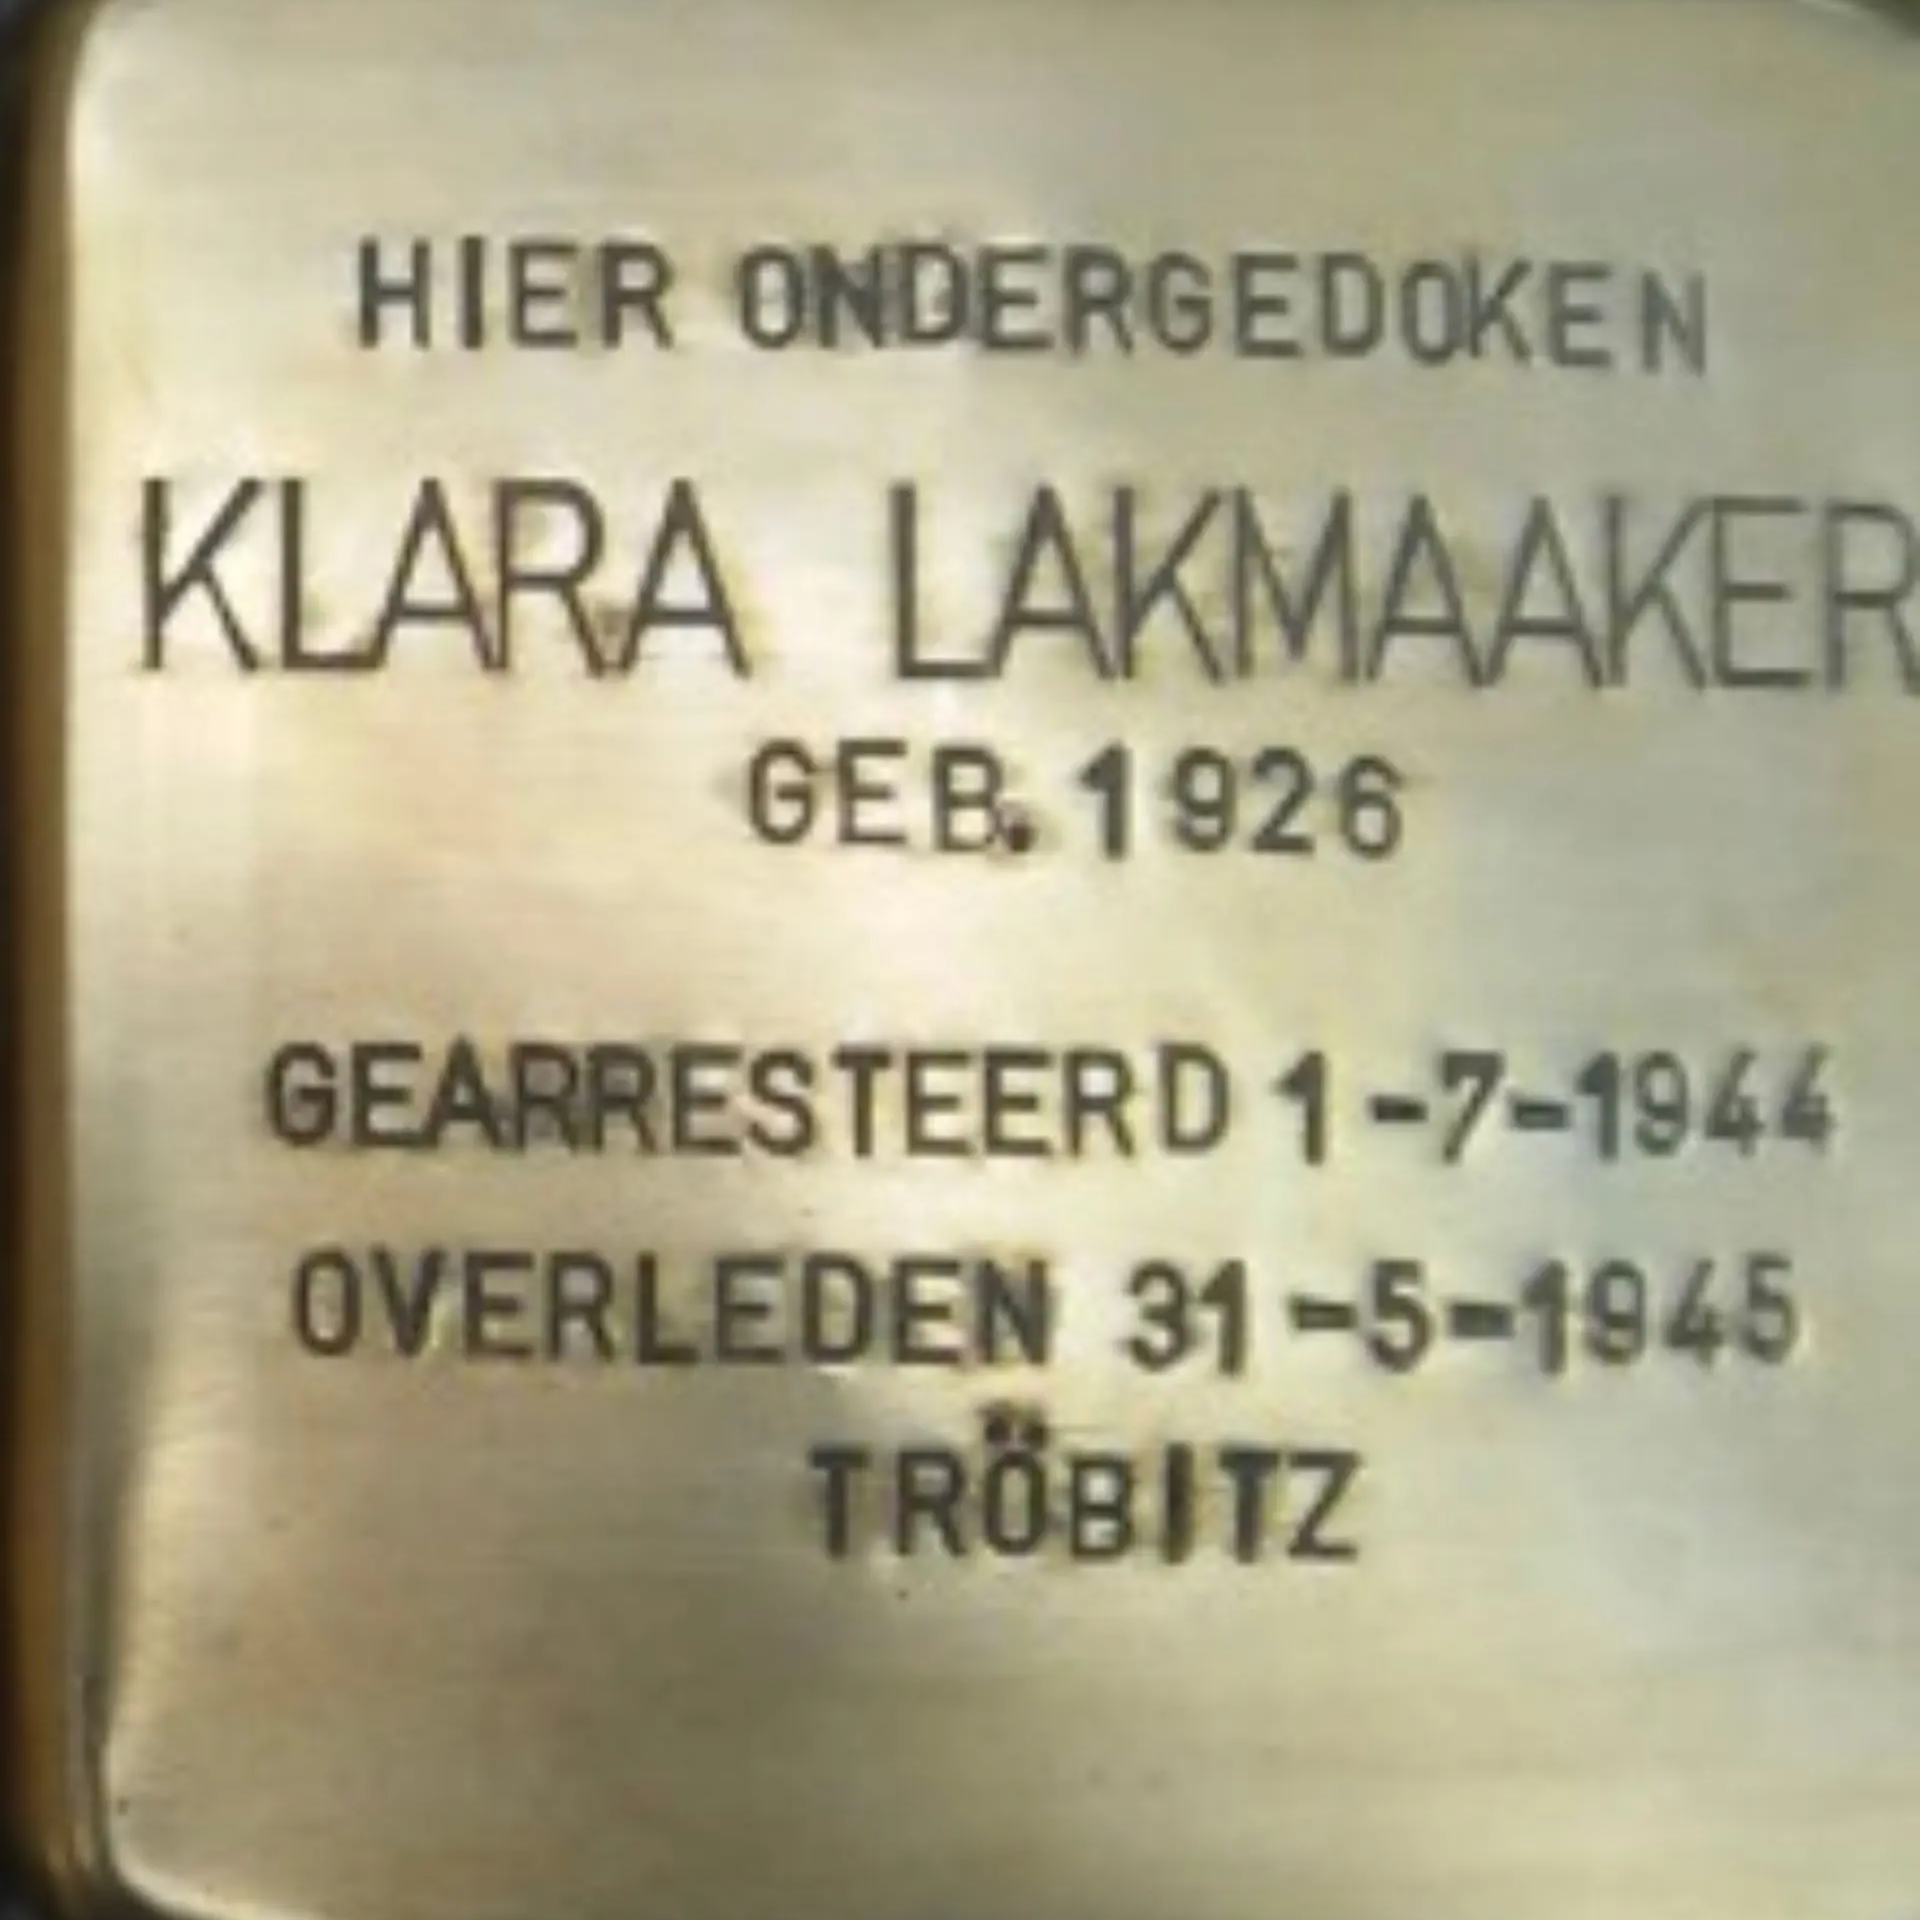 HIER ONDERGEDOKEN
KLARA LAKMAAKER
GEB. 1926
GEARRESTEERD 1-7-1944
OVERLEDEN 31-5-1945
TRÖBITZ